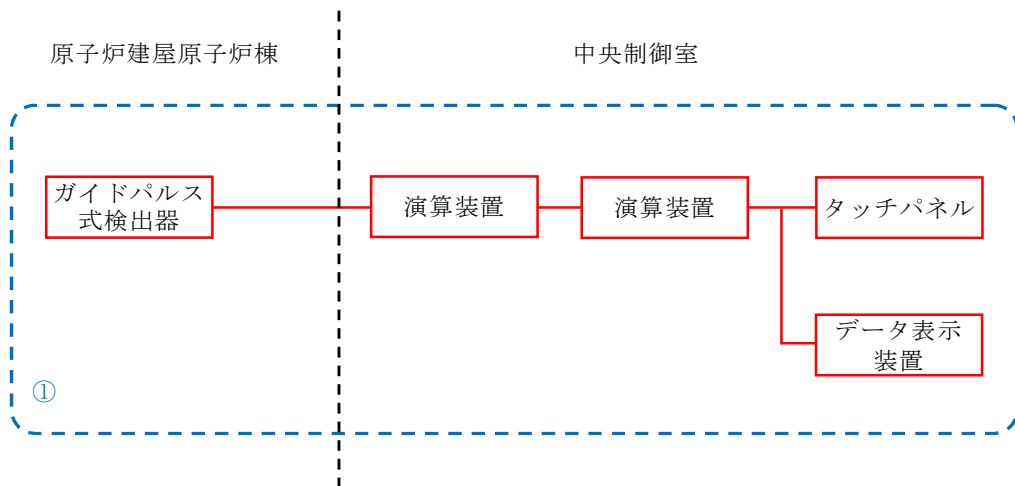 原子炉建屋原子炉棟
中央制御室
ガイドパルス
式検出器
演算装置
演算装置
タッチパネル
データ表示
装置
①